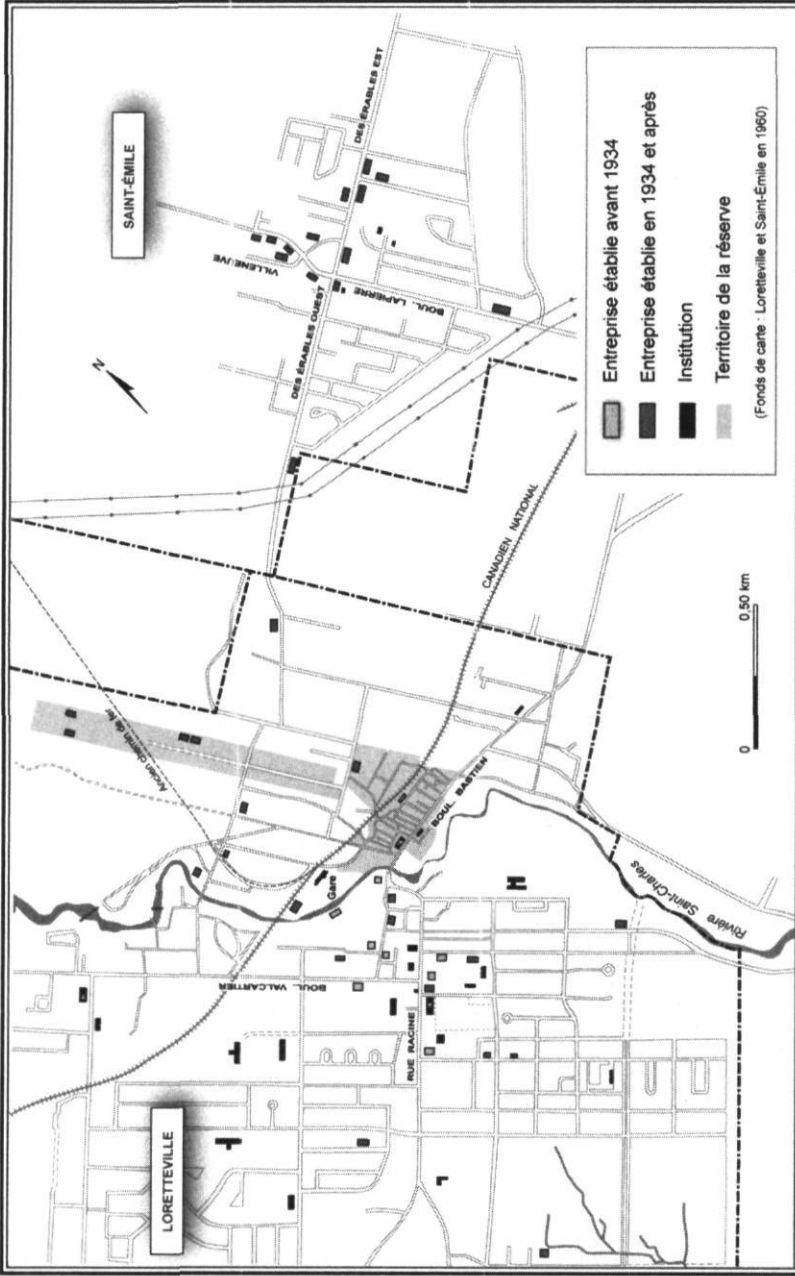 SAINT-ÉMILE
DES ÉRABLES EST
VILLENEUVE
BOUL. LAPIERRE
DES ÉRABLES OUEST
N
CANADIEN NATIONAL
Ancien chemin de fer
BOUL. BASTIEN
Gare
Rivière Saint-Charles
BOUL. VALCARTIER
RUE RACINE
LORETTEVILLE
0
0,50 km
Entreprise établie avant 1934
Entreprise établie en 1934 et après
Institution
Territoire de la réserve
(Fonds de carte : Loretteville et Saint-Émile en 1960)